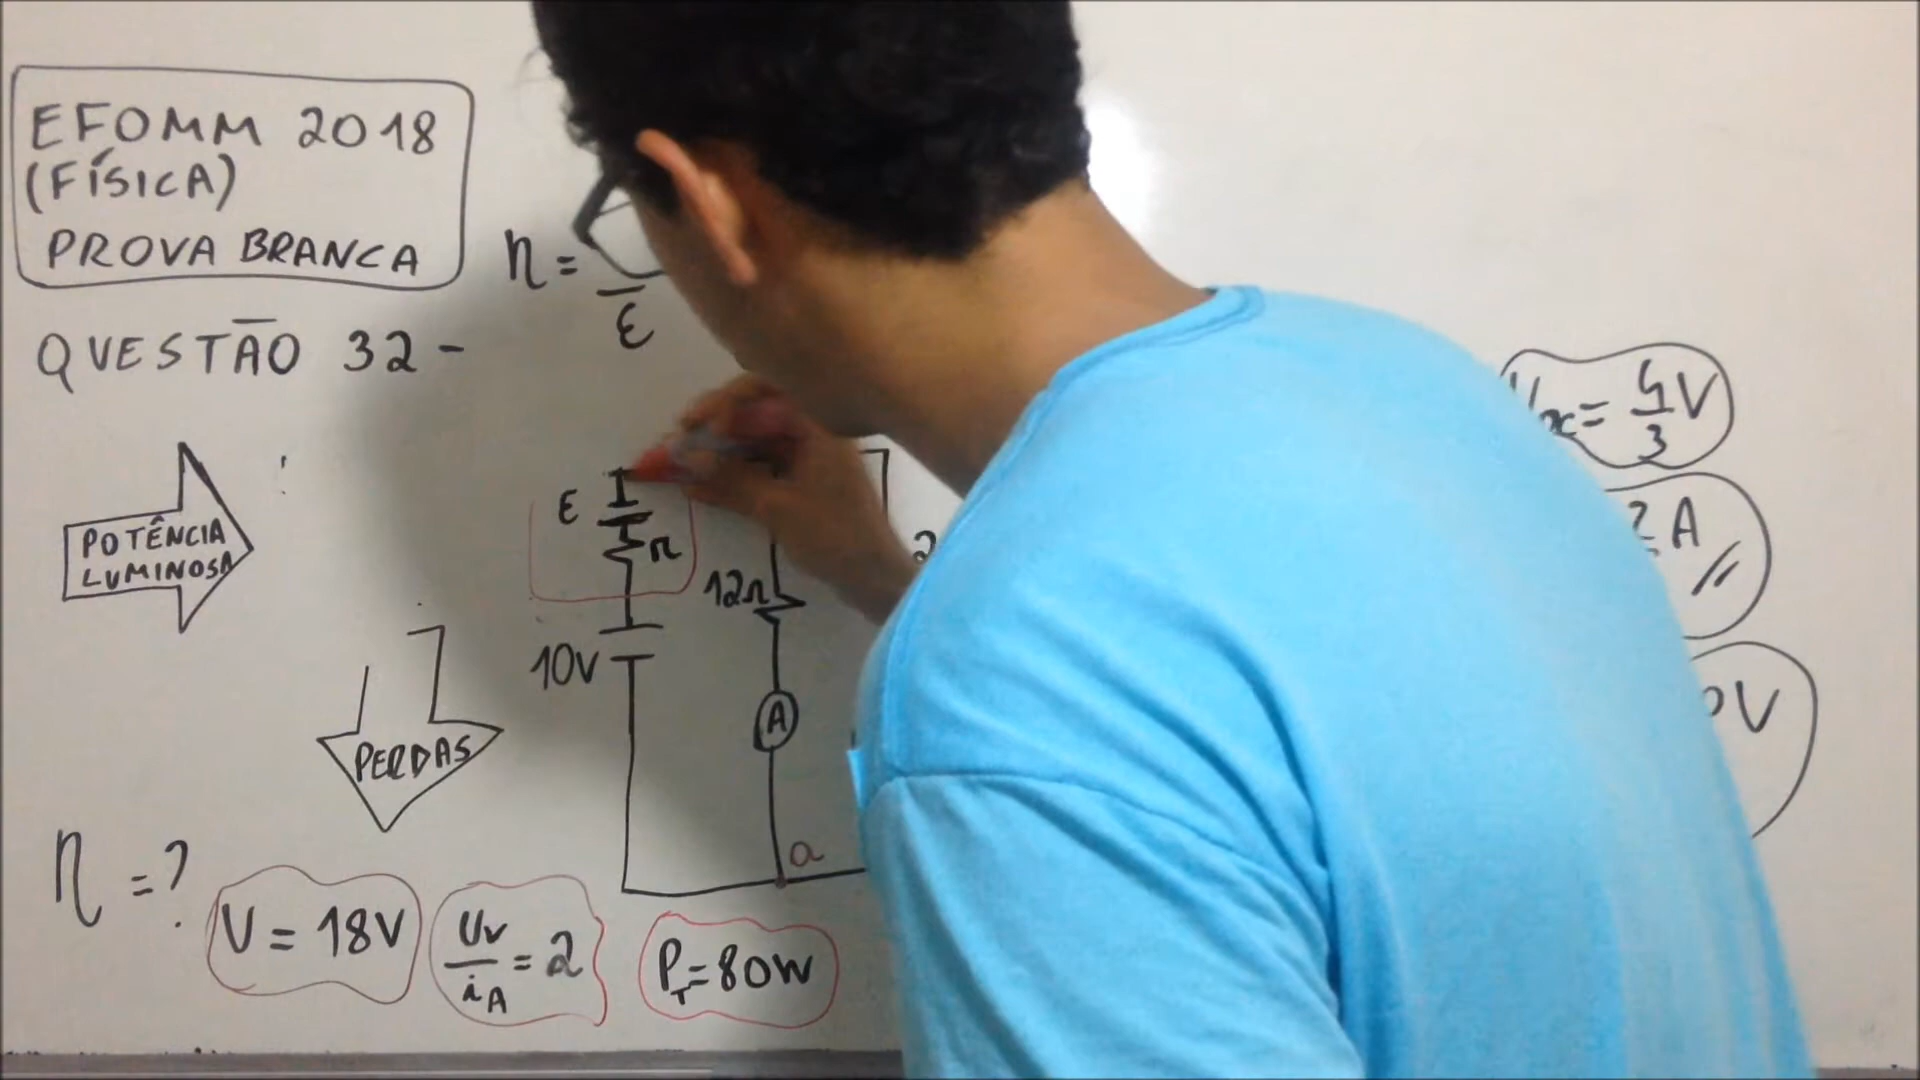 EFOMM 2018
(FÍSICA)
PROVA BRANCA
QUESTÃO 32 -
η =
ε
POTÊNCIA
LUMINOSA
PERDAS
ε
r
12Ω
10V
A
a
2
η = ?
V = 18V
Uv
iA
= 2
PT = 80W
= 4/3 V
A
V